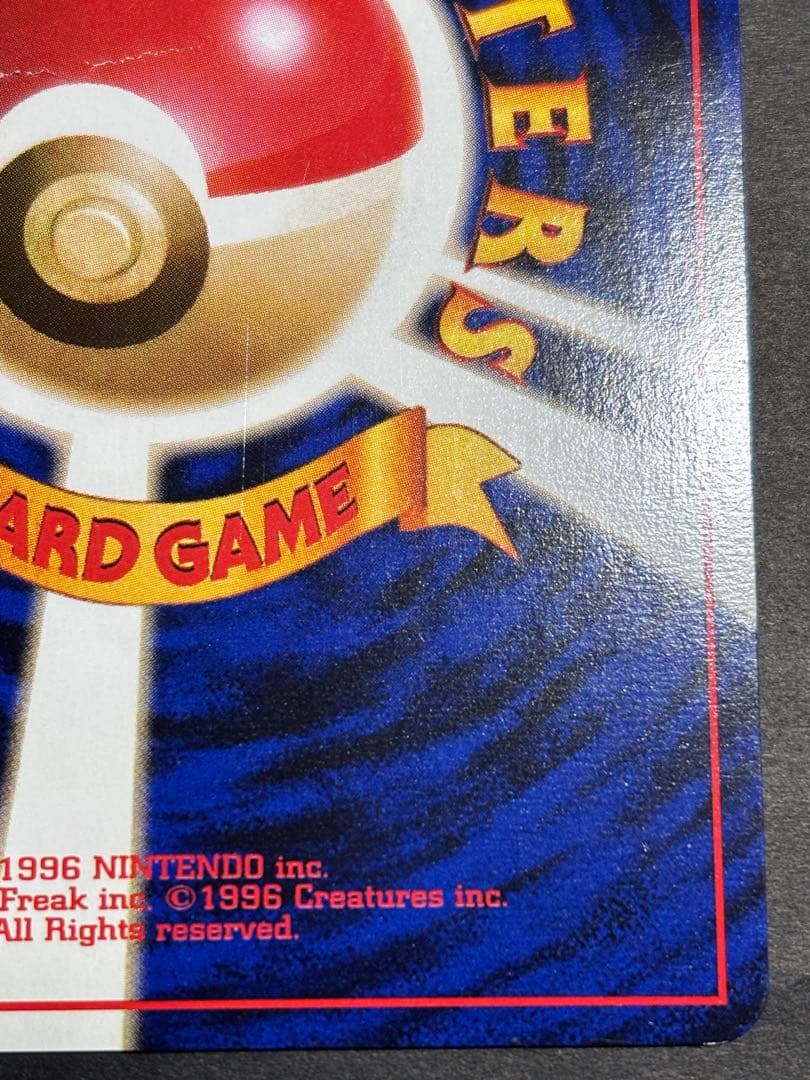 TERS
ARD GAME
1996 NINTENDO inc.
Freak inc. ©1996 Creatures inc.
All Rights reserved.